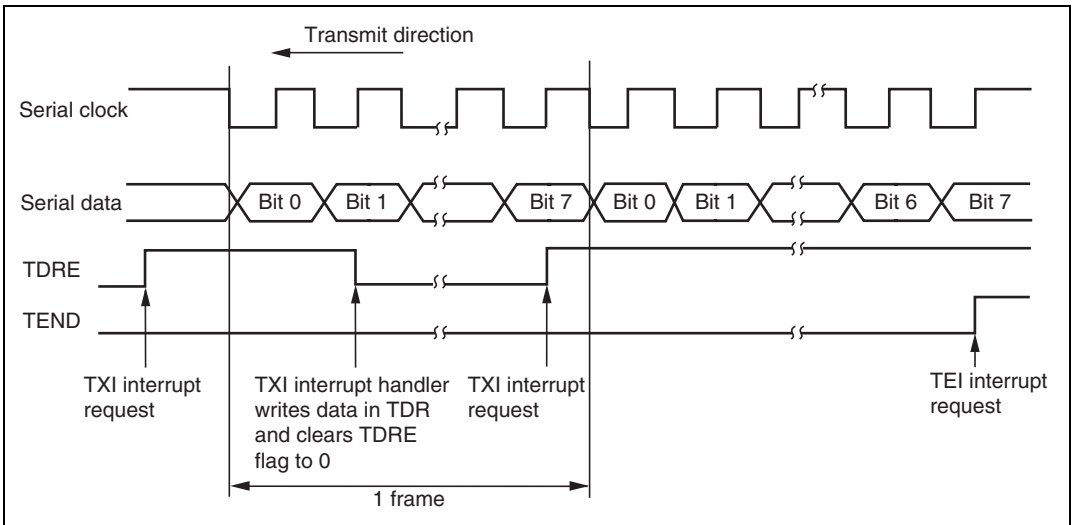 Transmit direction
Serial clock
Serial data
Bit 0
Bit 1
Bit 7
Bit 0
Bit 1
Bit 6
Bit 7
TDRE
TEND
TXI interrupt
request
TXI interrupt handler
writes data in TDR
and clears TDRE
flag to 0
TXI interrupt
request
TEI interrupt
request
1 frame